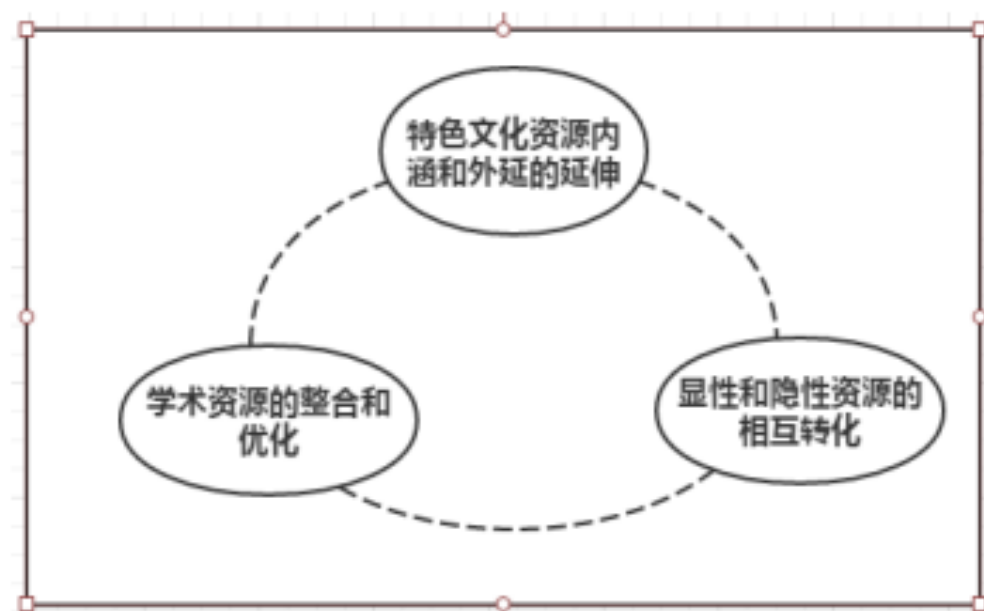 特色文化资源内
涵和外延的延伸
学术资源的整合和
优化
显性和隐性资源的
相互转化